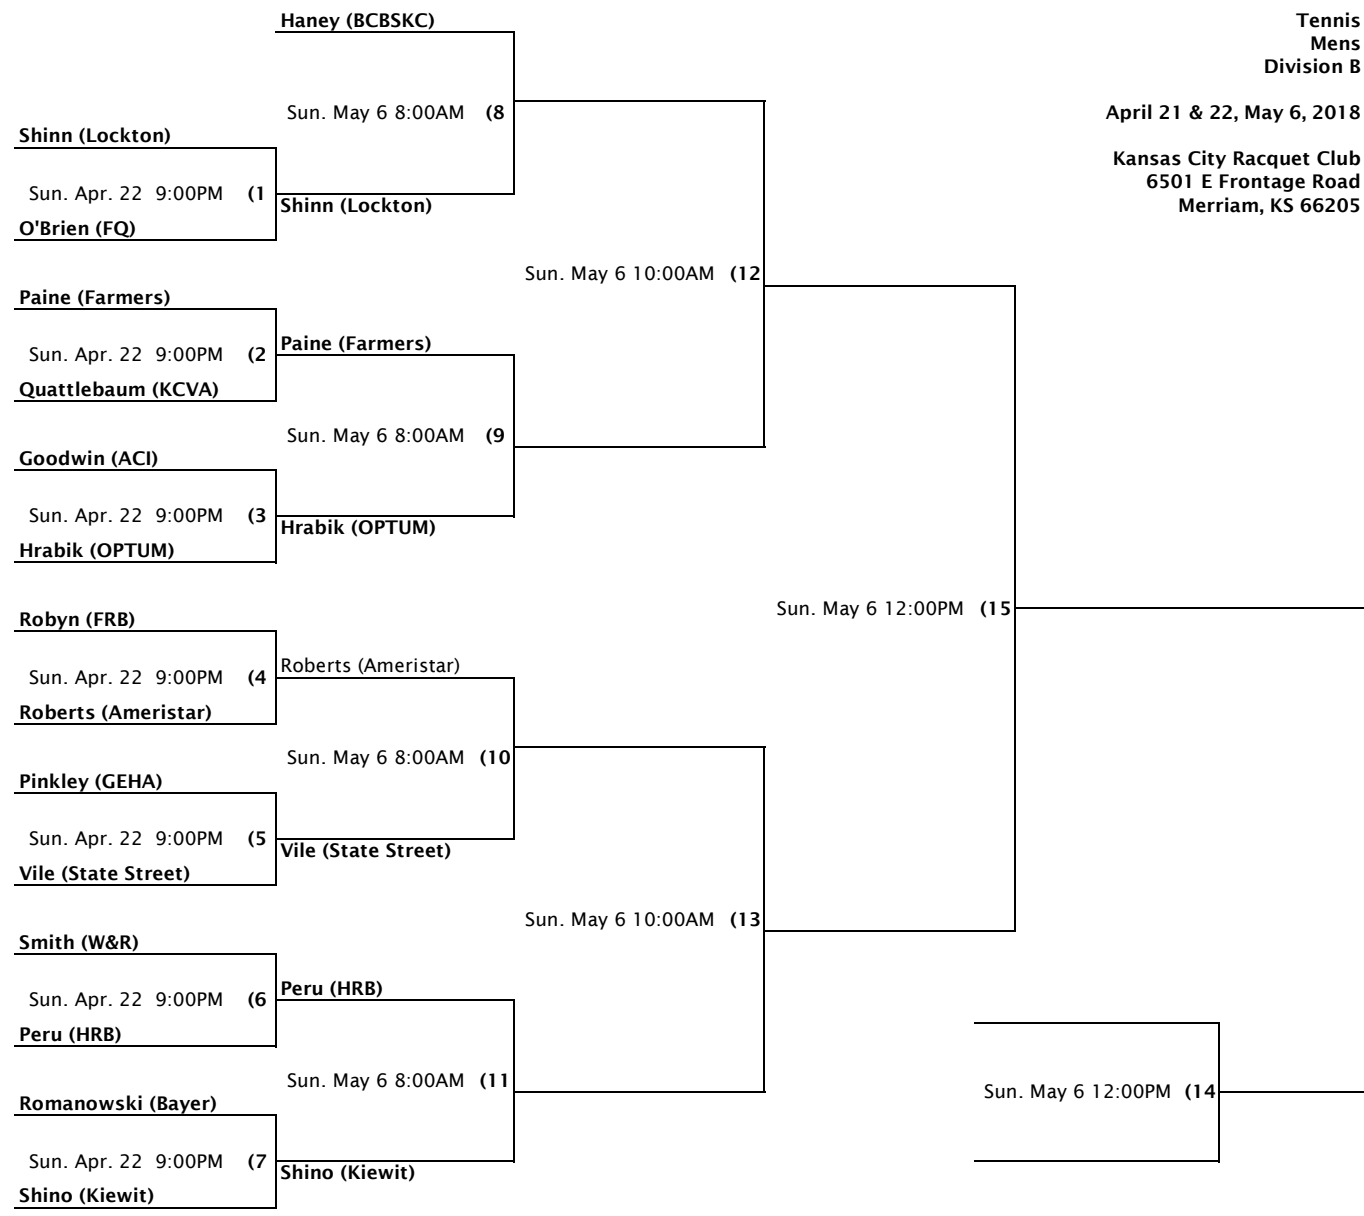 Haney (BCBSKC)
Tennis
Mens
Division B
Sun. May 6 8:00AM (8
April 21 & 22, May 6, 2018
Shinn (Lockton)
Kansas City Racquet Club
6501 E Frontage Road
Merriam, KS 66205
Sun. Apr. 22 9:00PM (1
Shinn (Lockton)
O'Brien (FQ)
Sun. May 6 10:00AM (12
Paine (Farmers)
Paine (Farmers)
Sun. Apr. 22 9:00PM (2
Quattlebaum (KCVA)
Sun. May 6 8:00AM (9
Goodwin (ACI)
Sun. Apr. 22 9:00PM (3
Hrabik (OPTUM)
Hrabik (OPTUM)
Sun. May 6 12:00PM (15
Robyn (FRB)
Roberts (Ameristar)
Sun. Apr. 22 9:00PM (4
Roberts (Ameristar)
Sun. May 6 8:00AM (10
Pinkley (GEHA)
Sun. Apr. 22 9:00PM (5
Vile (State Street)
Vile (State Street)
Sun. May 6 10:00AM (13
Smith (W&R)
Peru (HRB)
Sun. Apr. 22 9:00PM (6
Peru (HRB)
Sun. May 6 8:00AM (11
Sun. May 6 12:00PM (14
Romanowski (Bayer)
Sun. Apr. 22 9:00PM (7
Shino (Kiewit)
Shino (Kiewit)